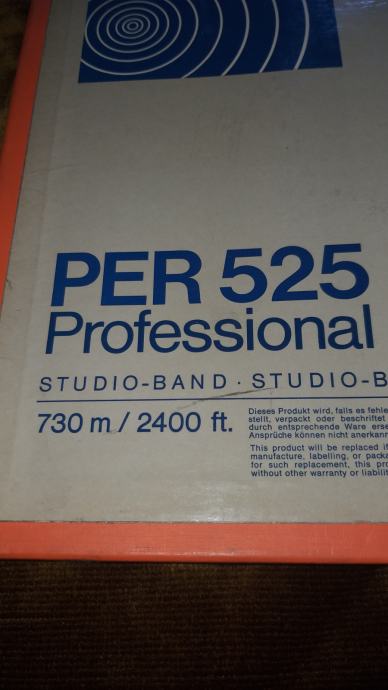 PER 525
Professional
STUDIO-BAND · STUDIO-B
730 m / 2400 ft.
Dieses Produkt wird, falls es fehle
stellt, verpackt oder beschriftet
durch entsprechende Ware erse
Ansprüche können nicht anerkann
This product will be replaced if
manufacture, labelling, or packa
for such replacement, this pro
without other warranty or liabilit